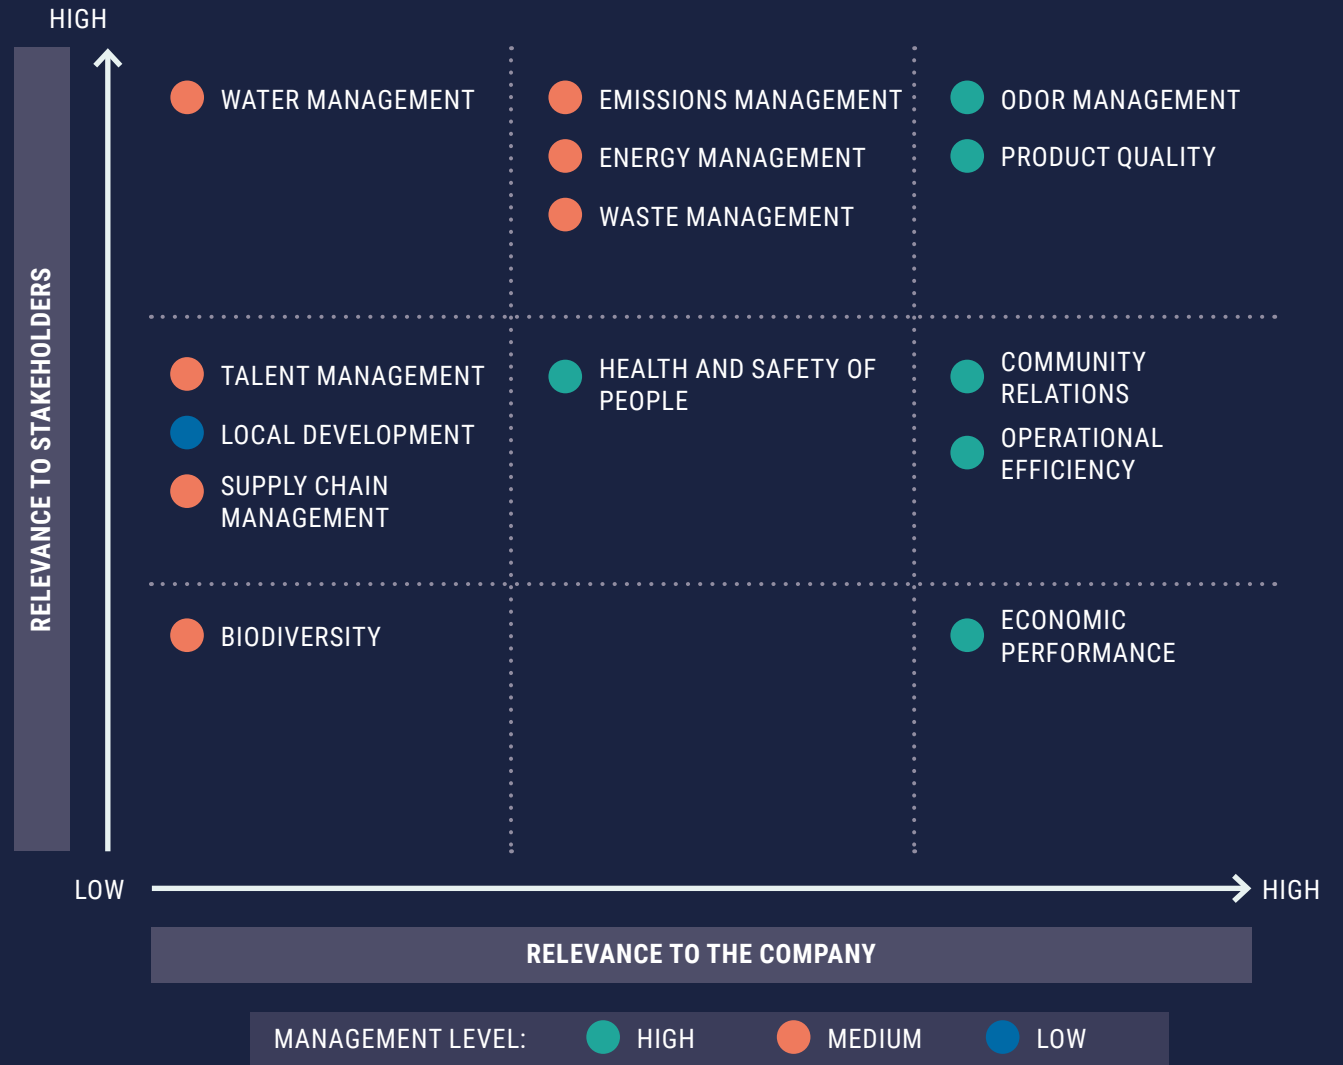 HIGH
WATER MANAGEMENT
EMISSIONS MANAGEMENT
ENERGY MANAGEMENT
WASTE MANAGEMENT
ODOR MANAGEMENT
PRODUCT QUALITY
RELEVANCE TO STAKEHOLDERS
TALENT MANAGEMENT
LOCAL DEVELOPMENT
SUPPLY CHAIN
MANAGEMENT
HEALTH AND SAFETY OF
PEOPLE
COMMUNITY
RELATIONS
OPERATIONAL
EFFICIENCY
BIODIVERSITY
ECONOMIC
PERFORMANCE
LOW
HIGH
RELEVANCE TO THE COMPANY
MANAGEMENT LEVEL:
HIGH
MEDIUM
LOW